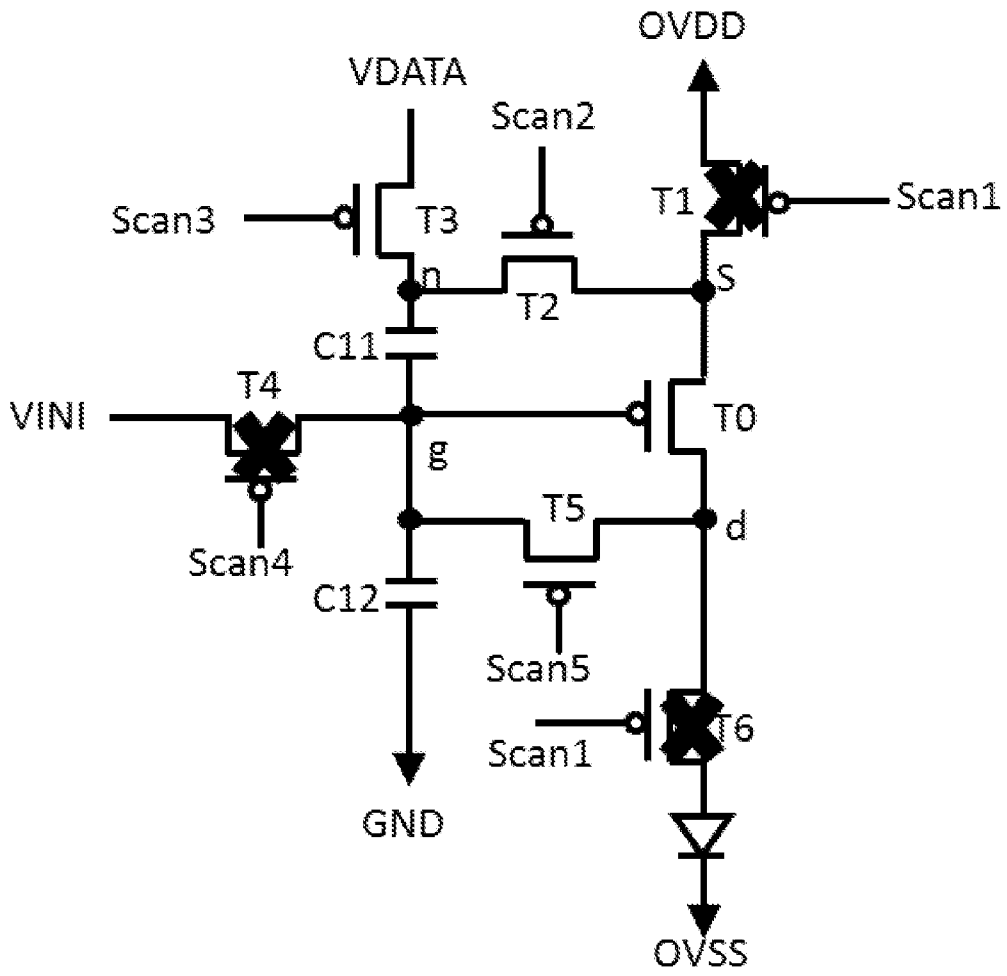 OVDD
VDATA
Scan2
T1
Scan1
Scan3
T3
n
S
T2
C11
T4
VINI
T0
g
T5
d
Scan4
C12
Scan5
T6
Scan1
GND
OVSS